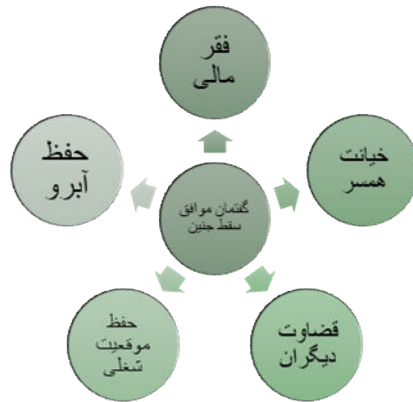 فقر
مالی
خیانت
همسر
قضاوت
دیگران
حفظ
موقعیت
شغلی
حفظ
آبرو
گفتمان موافق
سقط جنین